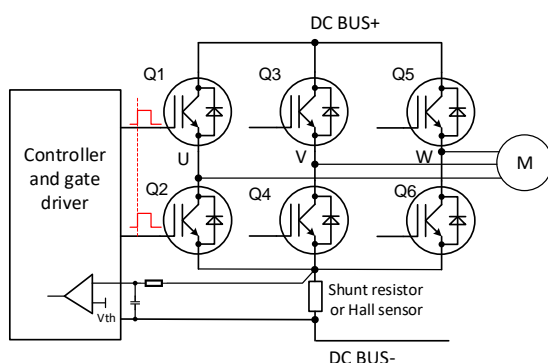 DC BUS+
Q1
Q3
Q5
U
V
W
M
Controller
and gate
driver
Q2
Q4
Q6
Shunt resistor
or Hall sensor
Vth
DC BUS-